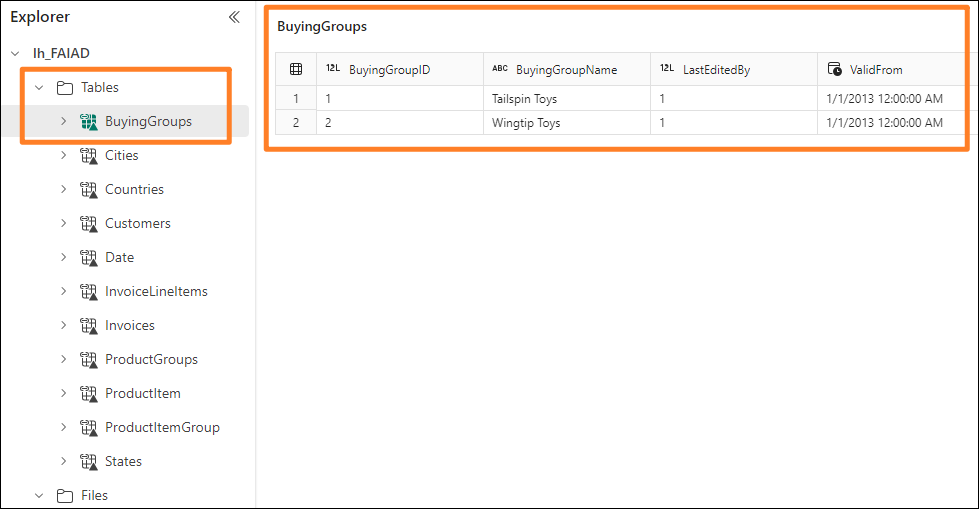 Explorer
lh_FAIAD
Tables
BuyingGroups
Cities
Countries
Customers
Date
InvoiceLineItems
Invoices
ProductGroups
ProductItem
ProductItemGroup
States
Files
BuyingGroups
12L BuyingGroupID ABC BuyingGroupName 12L LastEditedBy ValidFrom
1 1 Tailspin Toys 1 1/1/2013 12:00:00 AM
2 2 Wingtip Toys 1 1/1/2013 12:00:00 AM